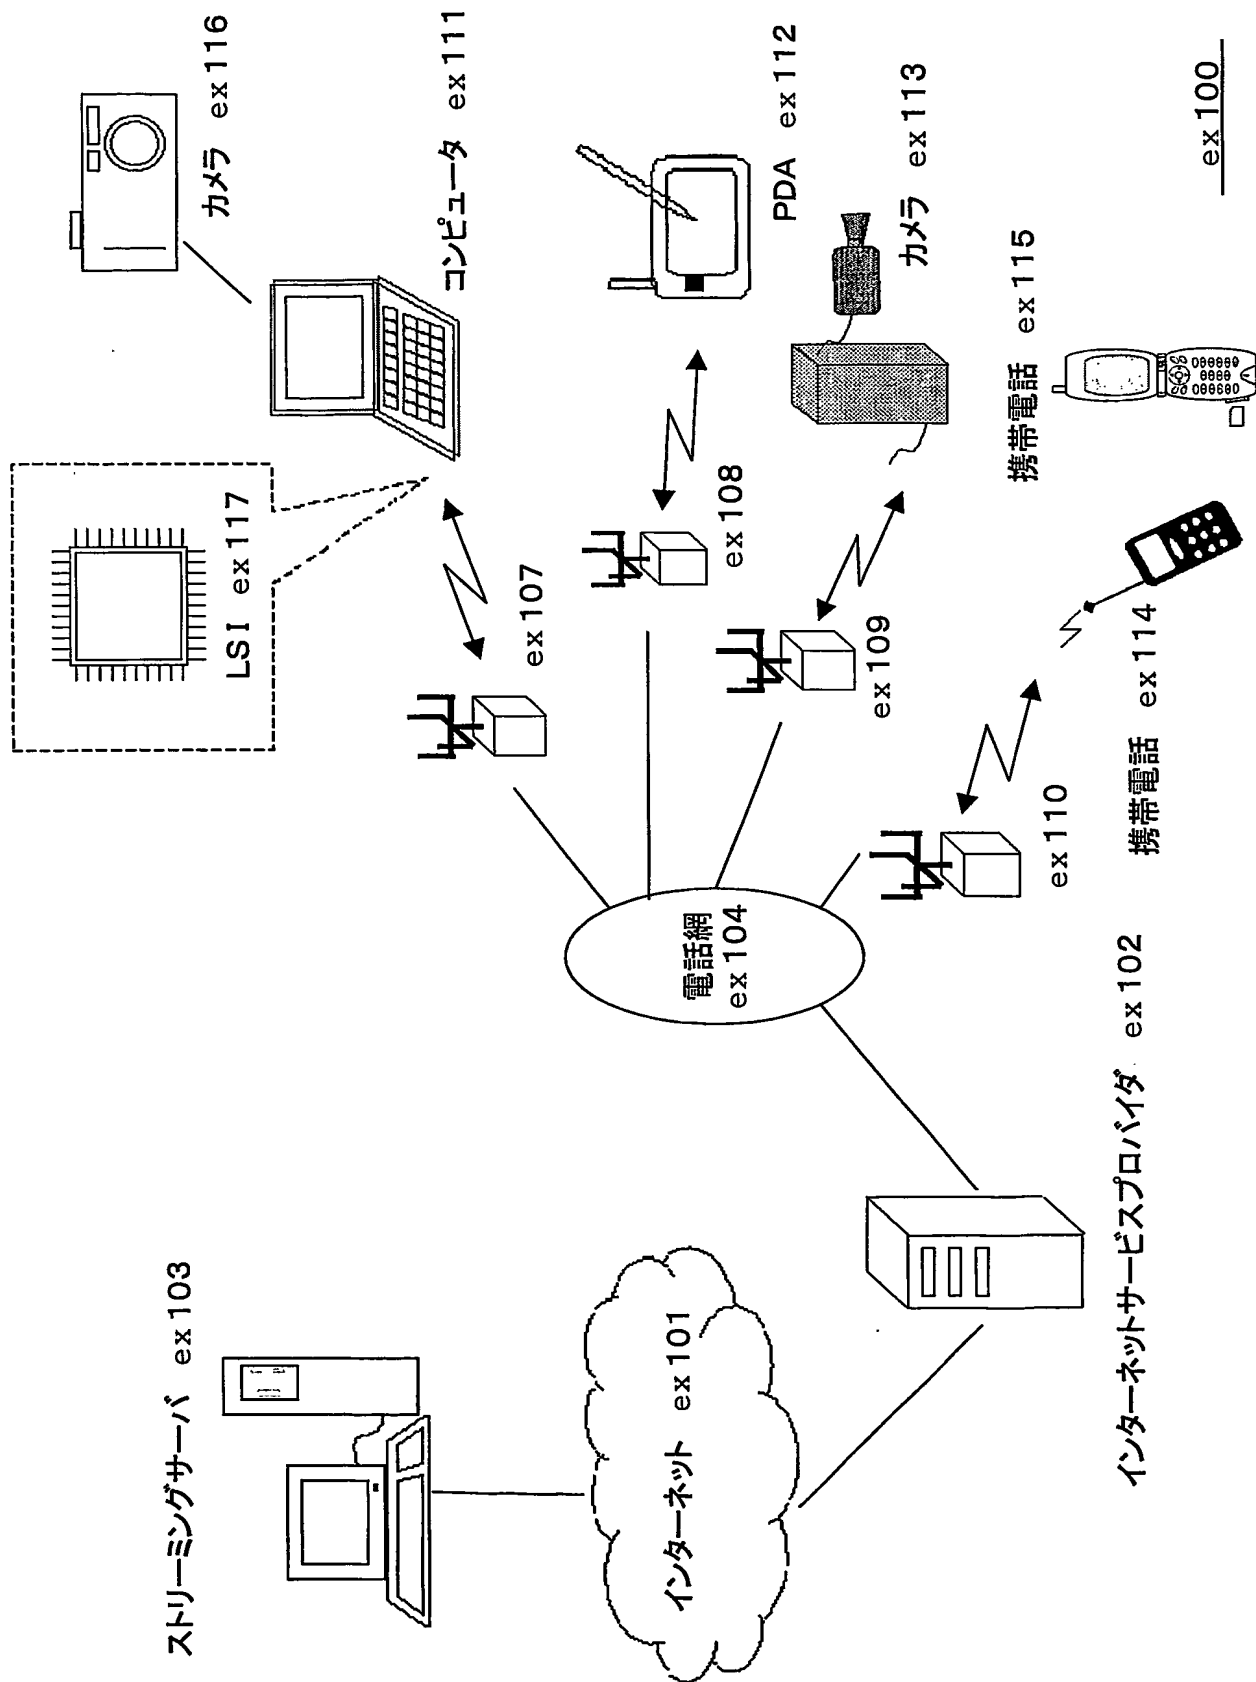 ストリーミングサーバ ex103
インターネット ex101
インターネットサービスプロバイダ ex102
電話網
ex104
LSI ex117
ex107
ex108
ex109
ex110
カメラ ex116
コンピュータ ex111
PDA ex112
カメラ ex113
携帯電話 ex115
携帯電話 ex114
ex100